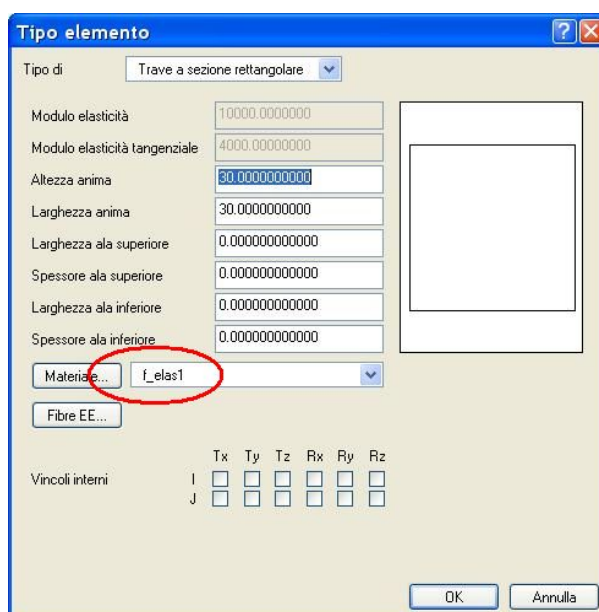 Tipo elemento
Tipo di Trave a sezione rettangolare
Modulo elasticità 10000.0000000
Modulo elasticità tangenziale 4000.00000000
Altezza anima 30.0000000000
Larghezza anima 30.0000000000
Larghezza ala superiore 0.000000000000
Spessore ala superiore 0.000000000000
Larghezza ala inferiore 0.000000000000
Spessore ala inferiore 0.000000000000
Materiale... f_elas1
Fibre EE...
Tx Ty Tz Rx Ry Rz
Vincoli interni I
J
OK Annulla